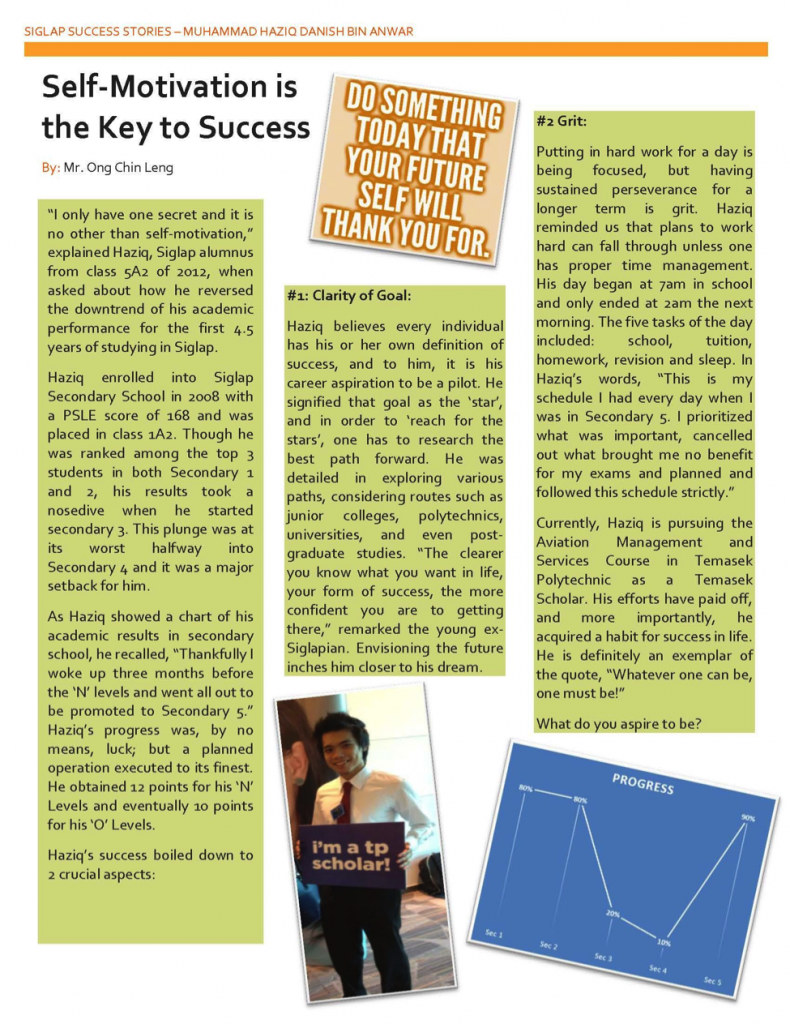 SIGLAP SUCCESS STORIES – MUHAMMAD HAZIQ DANISH BIN ANWAR
Self-Motivation is
the Key to Success
By: Mr. Ong Chin Leng
“I only have one secret and it is
no other than self-motivation,”
explained Haziq, Siglap alumnus
from class 5A2 of 2012, when
asked about how he reversed
the downtrend of his academic
performance for the first 4.5
years of studying in Siglap.
Haziq enrolled into Siglap
Secondary School in 2008 with
a PSLE score of 168 and was
placed in class 1A2. Though he
was ranked among the top 3
students in both Secondary 1
and 2, his results took a
nosedive when he started
secondary 3. This plunge was at
its worst halfway into
Secondary 4 and it was a major
setback for him.
As Haziq showed a chart of his
academic results in secondary
school, he recalled, “Thankfully I
woke up three months before
the ‘N’ levels and went all out to
be promoted to Secondary 5.”
Haziq’s progress was, by no
means, luck; but a planned
operation executed to its finest.
He obtained 12 points for his ‘N’
Levels and eventually 10 points
for his ‘O’ Levels.
Haziq’s success boiled down to
2 crucial aspects:
DO SOMETHING
TODAY THAT
YOUR FUTURE
SELF WILL
THANK YOU FOR.
#1: Clarity of Goal:
Haziq believes every individual
has his or her own definition of
success, and to him, it is his
career aspiration to be a pilot. He
signified that goal as the ‘star’,
and in order to ‘reach for the
stars’, one has to research the
best path forward. He was
detailed in exploring various
paths, considering routes such as
junior colleges, polytechnics,
universities, and even post-
graduate studies. “The clearer
you know what you want in life,
your form of success, the more
confident you are to getting
there,” remarked the young ex-
Siglapian. Envisioning the future
inches him closer to his dream.
i'm a tp
scholar!
#2 Grit:
Putting in hard work for a day is
being focused, but having
sustained perseverance for a
longer term is grit. Haziq
reminded us that plans to work
hard can fall through unless one
has proper time management.
His day began at 7am in school
and only ended at 2am the next
morning. The five tasks of the day
included: school, tuition,
homework, revision and sleep. In
Haziq’s words, “This is my
schedule I had every day when I
was in Secondary 5. I prioritized
what was important, cancelled
out what brought me no benefit
for my exams and planned and
followed this schedule strictly.”
Currently, Haziq is pursuing the
Aviation Management and
Services Course in Temasek
Polytechnic as a Temasek
Scholar. His efforts have paid off,
and more importantly, he
acquired a habit for success in life.
He is definitely an exemplar of
the quote, “Whatever one can be,
one must be!”
What do you aspire to be?
PROGRESS
80%
80%
20%
10%
90%
Sec 1
Sec 2
Sec 3
Sec 4
Sec 5